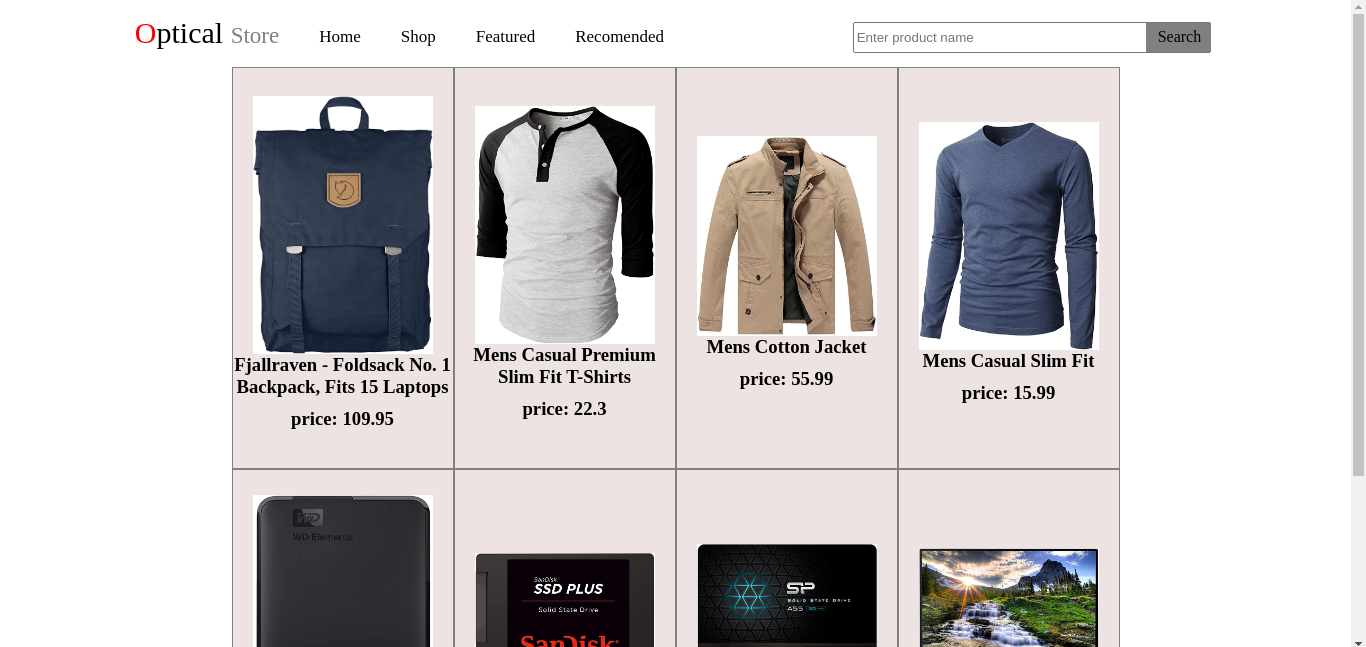 Optical Store
Home
Shop
Featured
Recomended
Enter product name
Search
Fjallraven - Foldsack No. 1
Backpack, Fits 15 Laptops
price: 109.95
Mens Casual Premium
Slim Fit T-Shirts
price: 22.3
Mens Cotton Jacket
price: 55.99
Mens Casual Slim Fit
price: 15.99
WD
WD Elements
SanDisk
SSD PLUS
Solid State Drive
SanDisk
SP
SOLID STATE DRIVE
A55